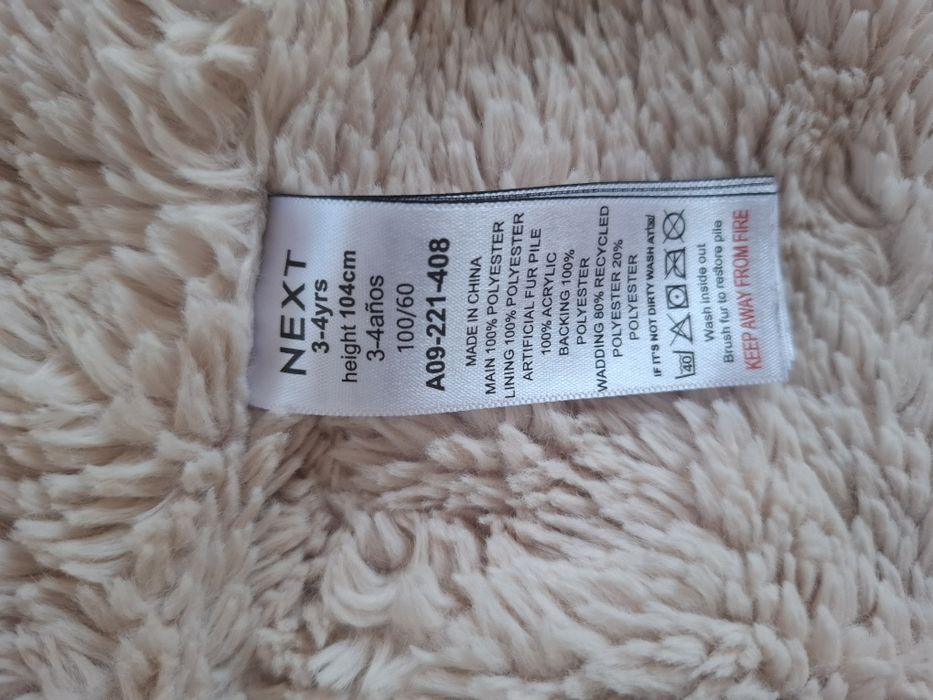 NEXT
3-4yrs
height 104cm
3-4años
100/60
A09-221-408
MADE IN CHINA
MAIN 100% POLYESTER
LINING 100% POLYESTER
ARTIFICIAL FUR PILE
100% ACRYLIC
BACKING 100%
POLYESTER
WADDING 80% RECYCLED
POLYESTER 20%
POLYESTER
IF IT'S NOT DIRTY WASH AT
40
Wash inside out
Brush fur to restore pile
KEEP AWAY FROM FIRE